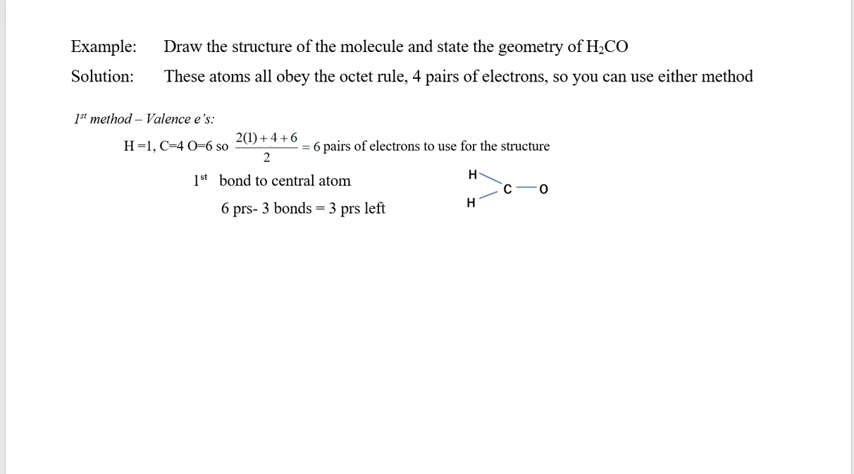 Example: Draw the structure of the molecule and state the geometry of H₂CO
Solution: These atoms all obey the octet rule, 4 pairs of electrons, so you can use either method
1st method – Valence e's:
H =1, C=4 O=6 so (2(1) + 4 + 6)/2 = 6 pairs of electrons to use for the structure
1st bond to central atom
H
C — O
H
6 prs- 3 bonds = 3 prs left